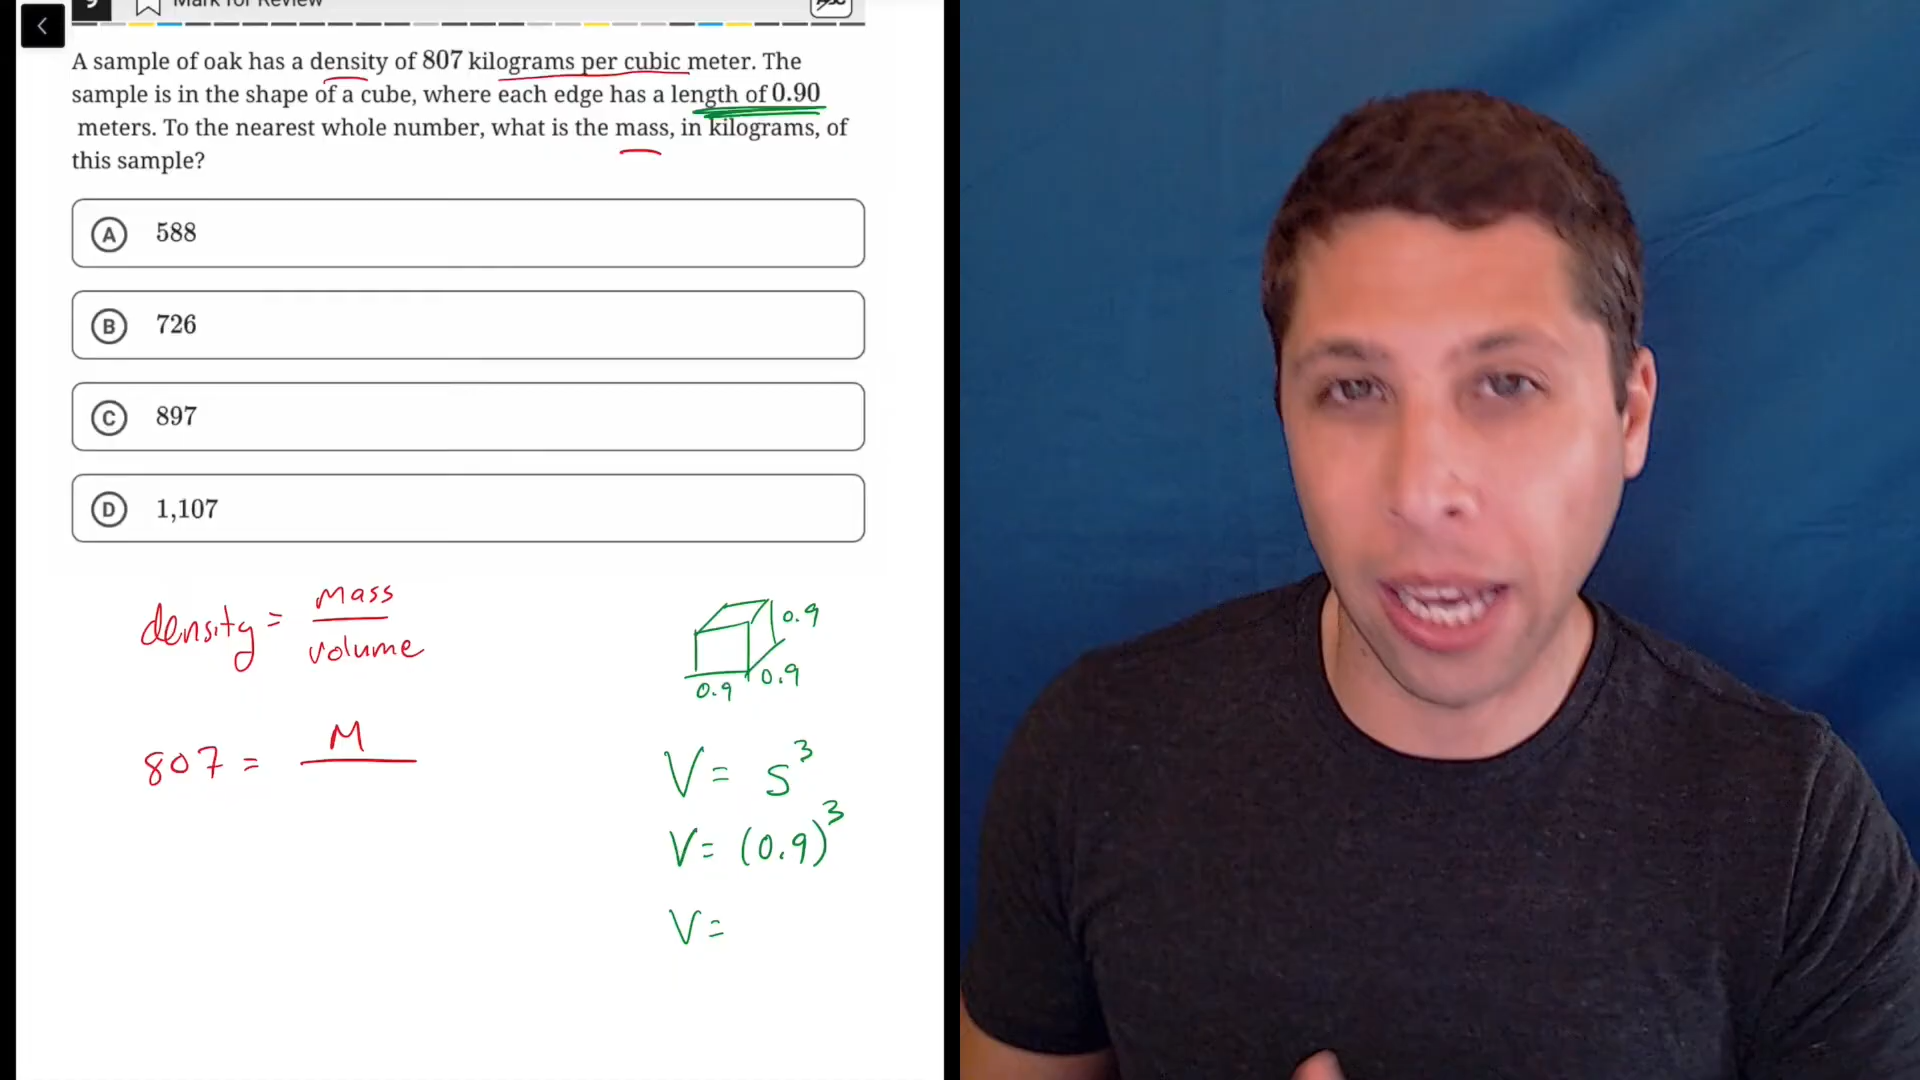 9 Mark for Review
A sample of oak has a density of 807 kilograms per cubic meter. The
sample is in the shape of a cube, where each edge has a length of 0.90
meters. To the nearest whole number, what is the mass, in kilograms, of
this sample?
A 588
B 726
C 897
D 1,107
density = mass
volume
0.9
0.9 0.9
807 = M
V = s³
V = (0.9)³
V =